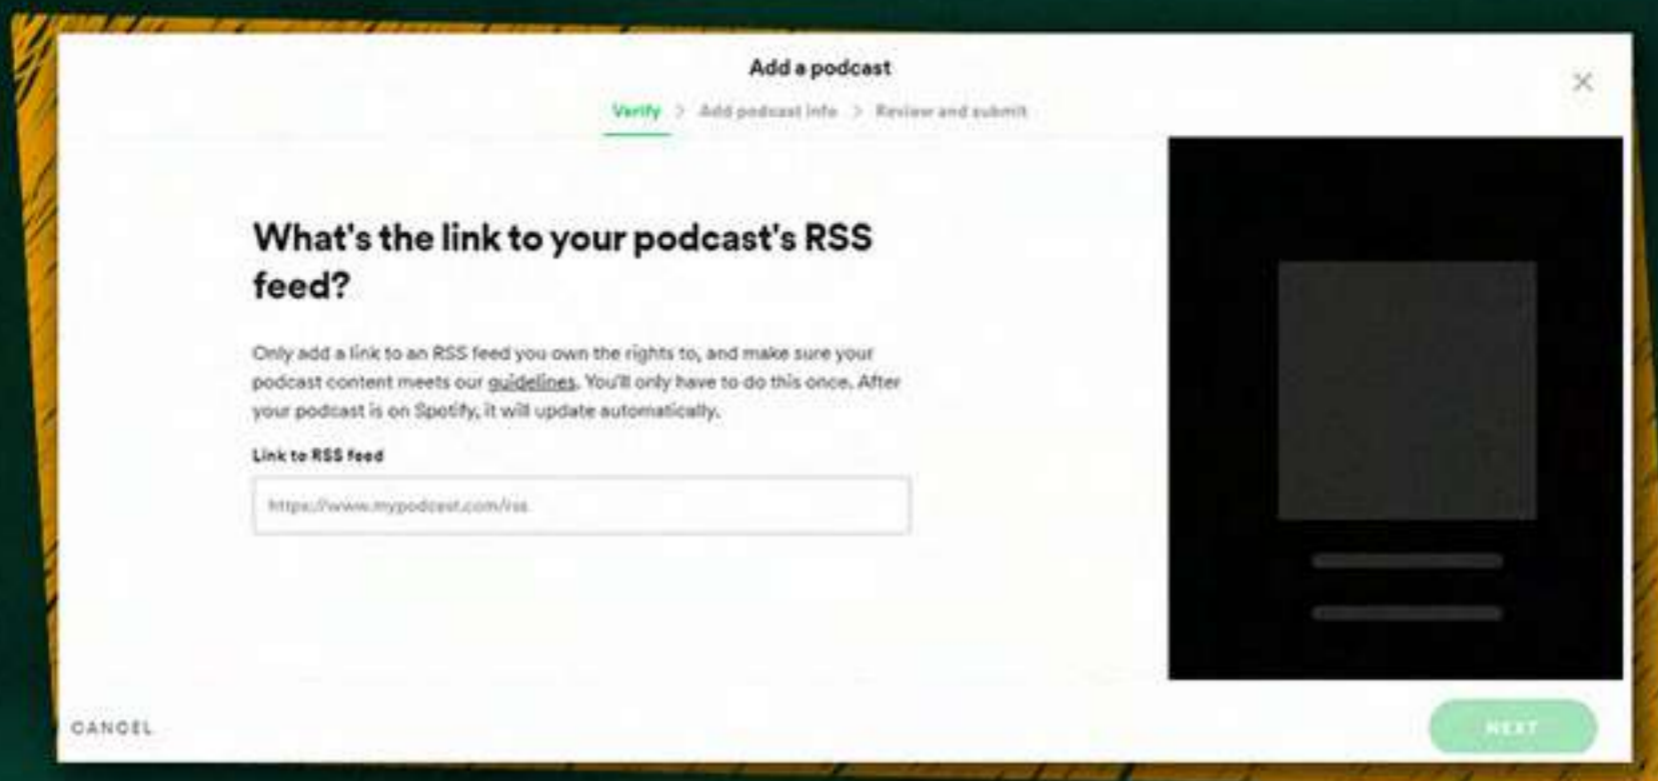 Add a podcast
Verify > Add podcast info > Review and submit
What's the link to your podcast's RSS
feed?
Only add a link to an RSS feed you own the rights to, and make sure your
podcast content meets our guidelines. You'll only have to do this once. After
your podcast is on Spotify, it will update automatically.
Link to RSS feed
https://www.mypodcast.com/rss
CANCEL
NEXT